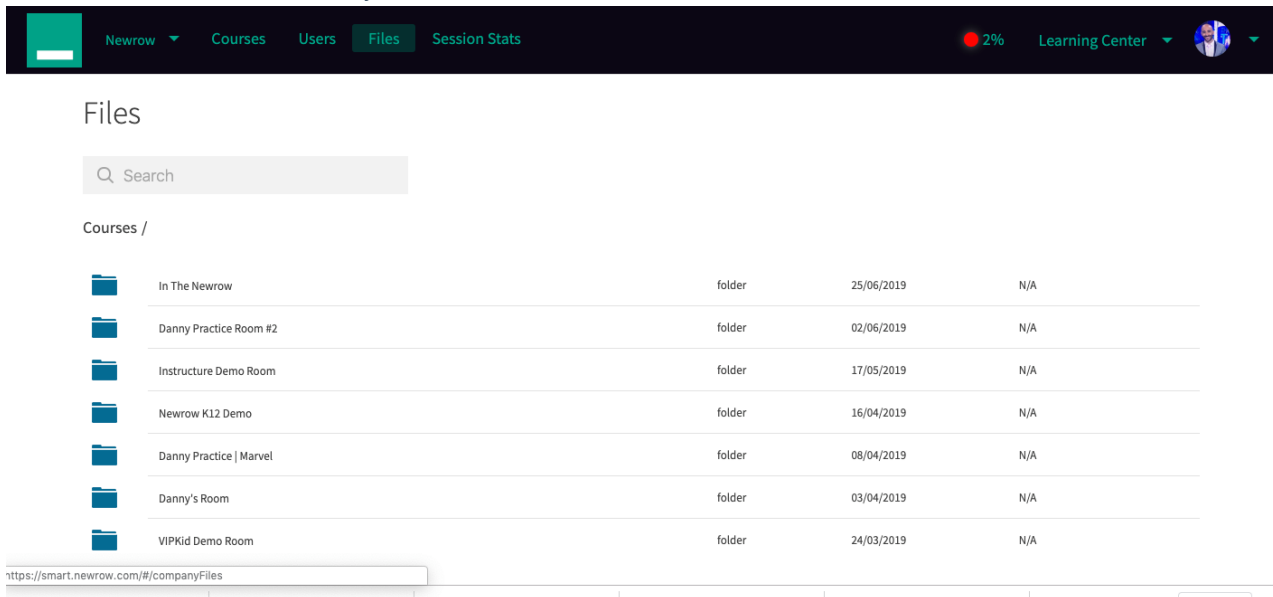 Newrow Courses Users Files Session Stats 2% Learning Center
Files
Search
Courses /
In The Newrow folder 25/06/2019 N/A
Danny Practice Room #2 folder 02/06/2019 N/A
Instructure Demo Room folder 17/05/2019 N/A
Newrow K12 Demo folder 16/04/2019 N/A
Danny Practice | Marvel folder 08/04/2019 N/A
Danny's Room folder 03/04/2019 N/A
VIPKid Demo Room folder 24/03/2019 N/A
https://smart.newrow.com/#/companyFiles